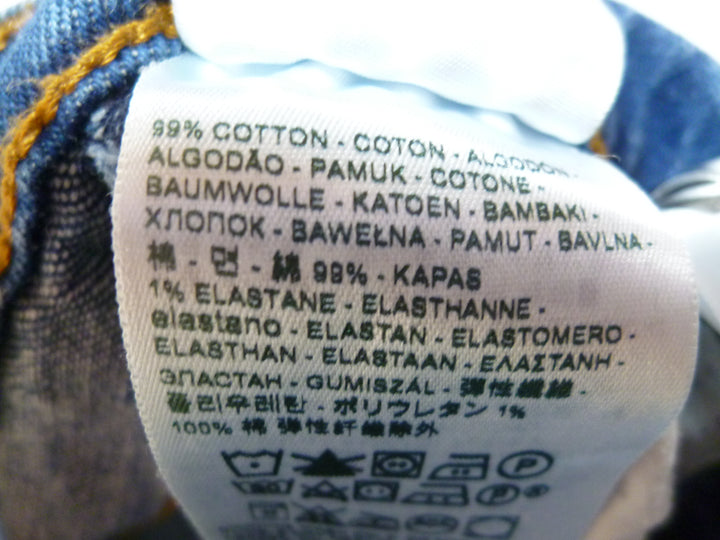 99% COTTON - COTON - ALGODON -
ALGODÃO - PAMUK - COTONE -
BAUMWOLLE - KATOEN - BAMBAKI -
ХЛОПОК - BAWEŁNA - PAMUT - BAVLNA -
棉 - 면 - 綿 99% - KAPAS
1% ELASTANE - ELASTHANNE -
elastano - ELASTAN - ELASTOMERO -
ELASTHAN - ELASTAAN - ΕΛΑΣΤΑΝΗ -
ЭЛАСТАН - GUMISZÁL - 彈性纖維 -
폴리우레탄 - ポリウレタン 1%
100% 棉 弹性纤维除外
P